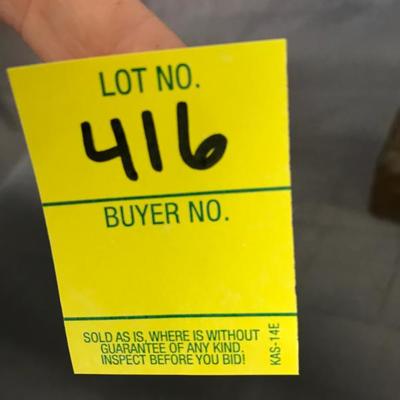 LOT NO.
416
BUYER NO.
SOLD AS IS, WHERE IS WITHOUT
GUARANTEE OF ANY KIND.
INSPECT BEFORE YOU BID!
KAS-14E